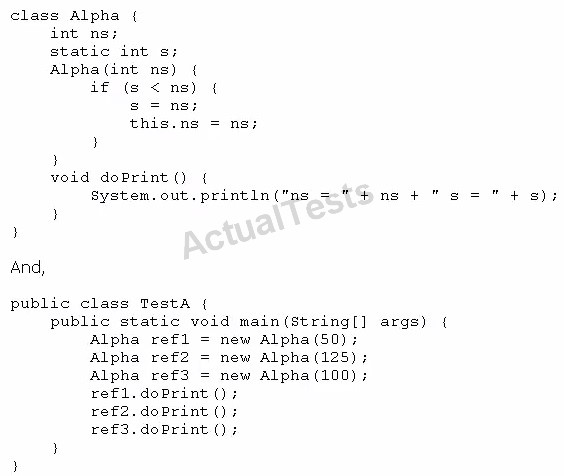 class Alpha {
    int ns;
    static int s;
    Alpha(int ns) {
        if (s < ns) {
            s = ns;
            this.ns = ns;
        }
    }
    void doPrint() {
        System.out.println("ns = " + ns + " s = " + s);
    }
}
ActualTests
And,
public class TestA {
    public static void main(String[] args) {
        Alpha ref1 = new Alpha(50);
        Alpha ref2 = new Alpha(125);
        Alpha ref3 = new Alpha(100);
        ref1.doPrint();
        ref2.doPrint();
        ref3.doPrint();
    }
}